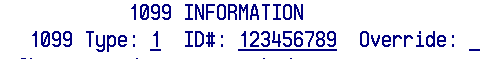 1099 INFORMATION
1099 Type: 1 ID#: 123456789 Override: _